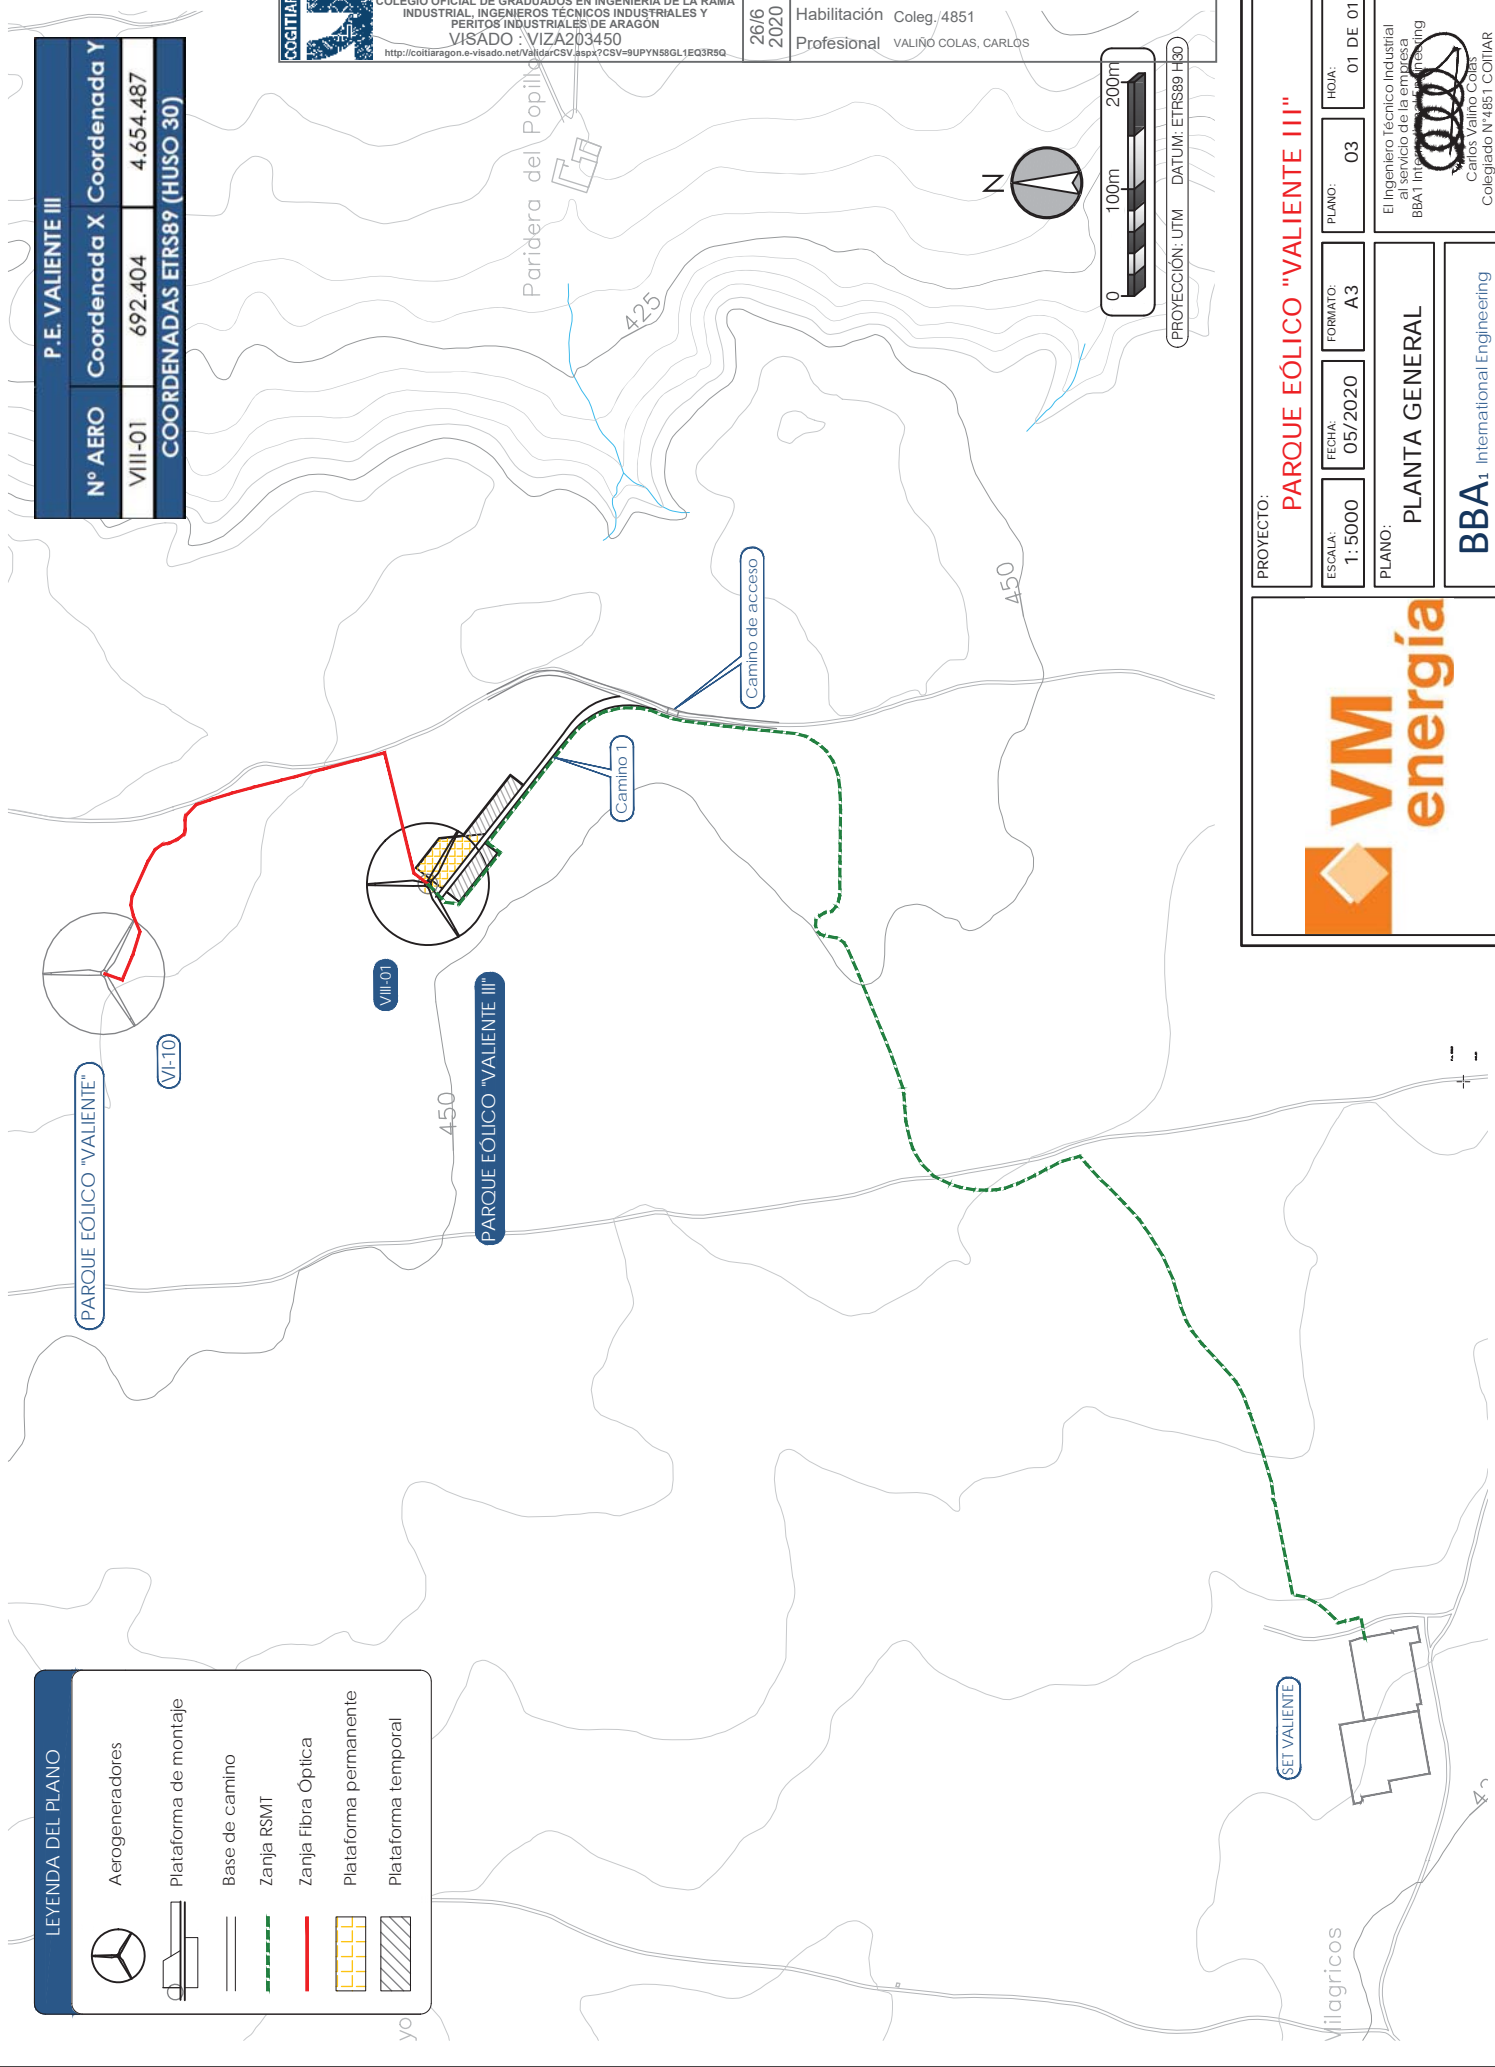 COGITIAR
COLEGIO OFICIAL DE GRADUADOS EN INGENIERÍA DE LA RAMA
INDUSTRIAL, INGENIEROS TÉCNICOS INDUSTRIALES Y
PERITOS INDUSTRIALES DE ARAGÓN
VISADO : VIZA203450
http://coitiaragon.e-visado.net/ValidarCSV.aspx?CSV=9UPYN58GL1EQ3R5Q
26/6
2020
Habilitación Coleg. 4851
Profesional VALIÑO COLAS, CARLOS
P.E. VALIENTE III
Nº AERO Coordenada X Coordenada Y
VIII-01 692.404 4.654.487
COORDENADAS ETRS89 (HUSO 30)
Paridera del Popillo
425
N
0 100m 200m
PROYECCIÓN: UTM DATUM: ETRS89 H30
450
Camino de acceso
Camino 1
VIII-01
PARQUE EÓLICO "VALIENTE III"
VI-10
PARQUE EÓLICO "VALIENTE"
450
SET VALIENTE
LEYENDA DEL PLANO
Aerogeneradores
Plataforma de montaje
Base de camino
Zanja RSMT
Zanja Fibra Óptica
Plataforma permanente
Plataforma temporal
yo
ilagricos
VM
energía
PROYECTO:
PARQUE EÓLICO "VALIENTE III"
ESCALA:
1:5000
FECHA:
05/2020
FORMATO:
A3
PLANO:
03
HOJA:
01 DE 01
PLANO:
PLANTA GENERAL
BBA1 International Engineering
El Ingeniero Técnico Industrial
al servicio de la empresa
BBA1 International Engineering
Carlos Valiño Colás
Colegiado Nº4851 COITIAR